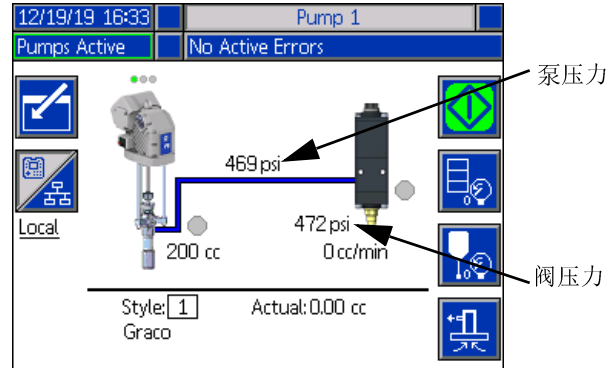 12/19/19 16:33
Pump 1
Pumps Active
No Active Errors
泵压力
469 psi
Local
472 psi
200 cc
0 cc/min
阀压力
Style: 1
Actual: 0.00 cc
Graco